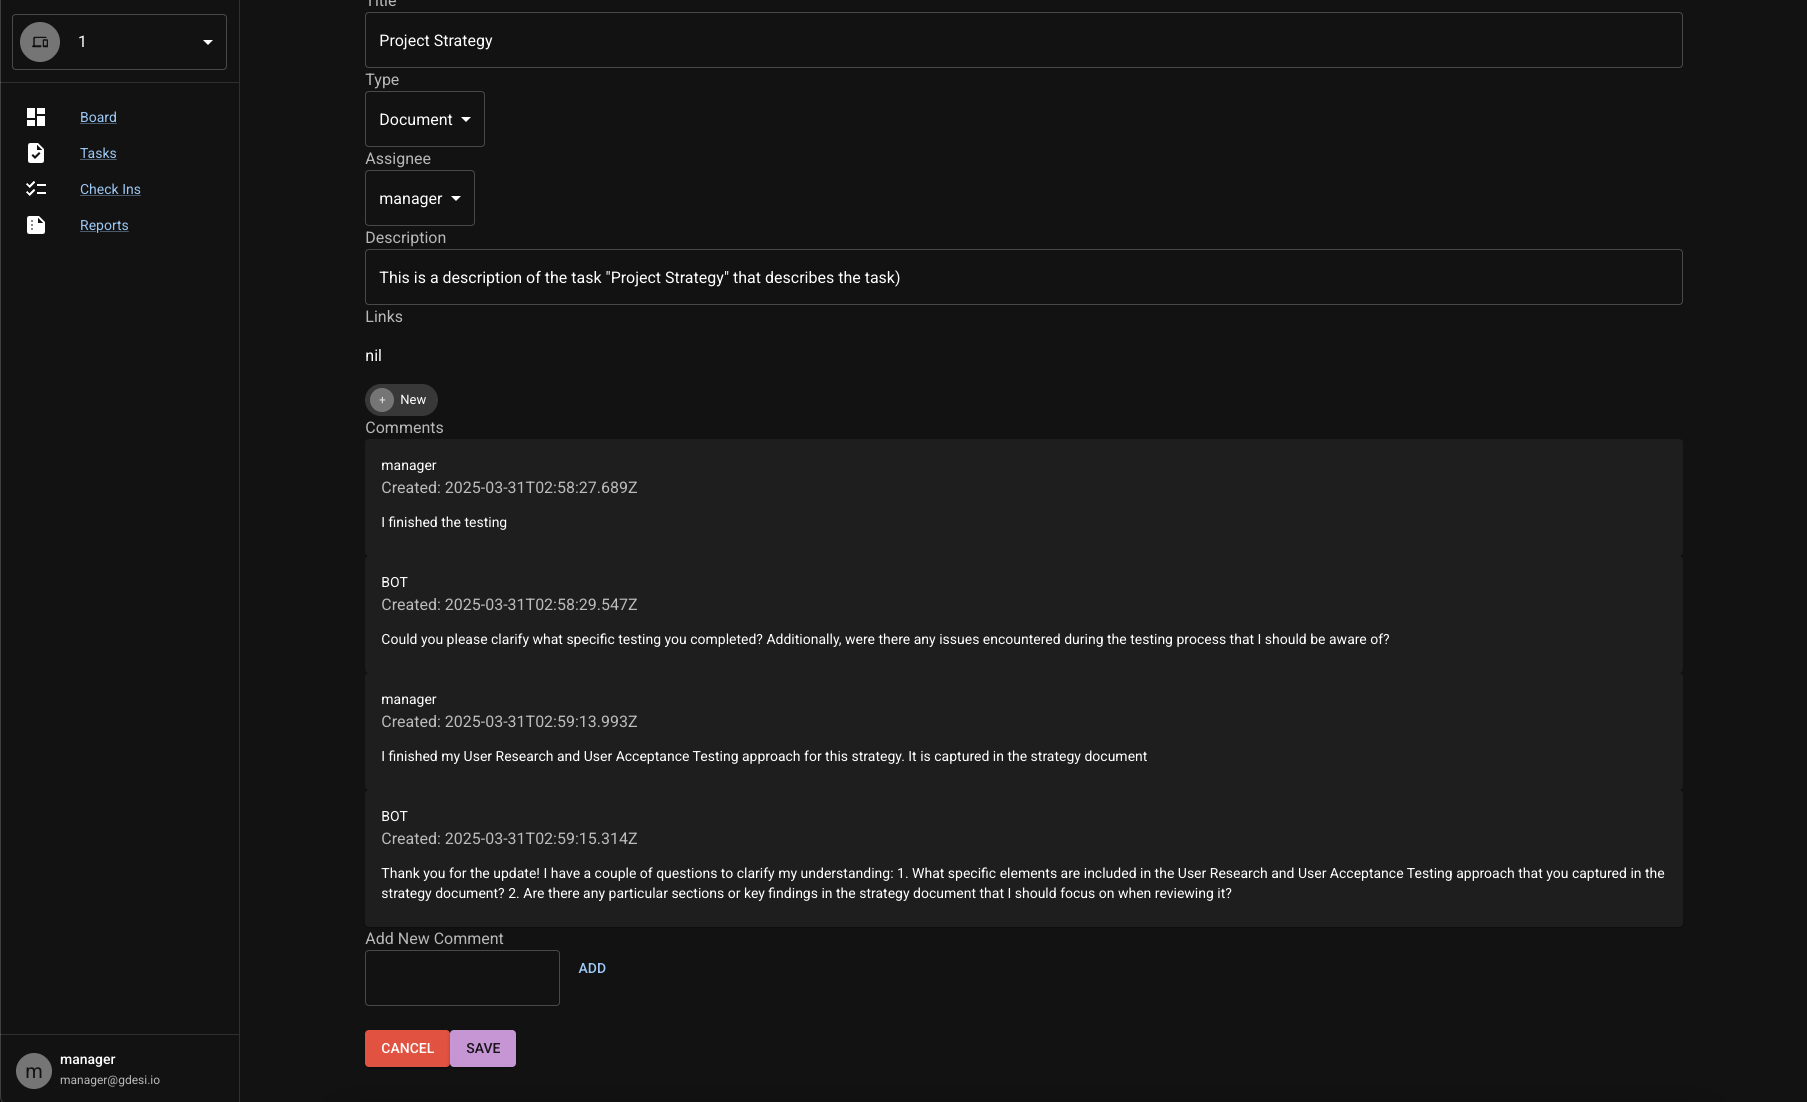 1
Board
Tasks
Check Ins
Reports
Title
Project Strategy
Type
Document
Assignee
manager
Description
This is a description of the task "Project Strategy" that describes the task)
Links
nil
+ New
Comments
manager
Created: 2025-03-31T02:58:27.689Z
I finished the testing
BOT
Created: 2025-03-31T02:58:29.547Z
Could you please clarify what specific testing you completed? Additionally, were there any issues encountered during the testing process that I should be aware of?
manager
Created: 2025-03-31T02:59:13.993Z
I finished my User Research and User Acceptance Testing approach for this strategy. It is captured in the strategy document
BOT
Created: 2025-03-31T02:59:15.314Z
Thank you for the update! I have a couple of questions to clarify my understanding: 1. What specific elements are included in the User Research and User Acceptance Testing approach that you captured in the
strategy document? 2. Are there any particular sections or key findings in the strategy document that I should focus on when reviewing it?
Add New Comment
ADD
CANCEL
SAVE
m
manager
manager@gdesi.io